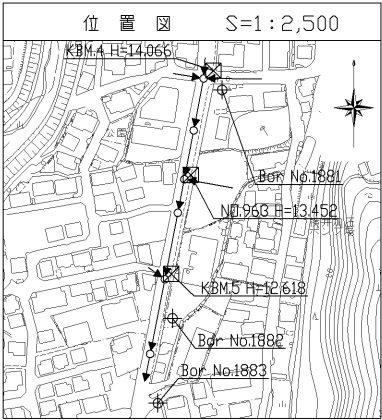 位置図 S=1:2,500
KBM.4 H=14.066
Bor No.1881
NO.963 H=13.452
KBM.5 H=12.618
Bor No.1882
Bor No.1883